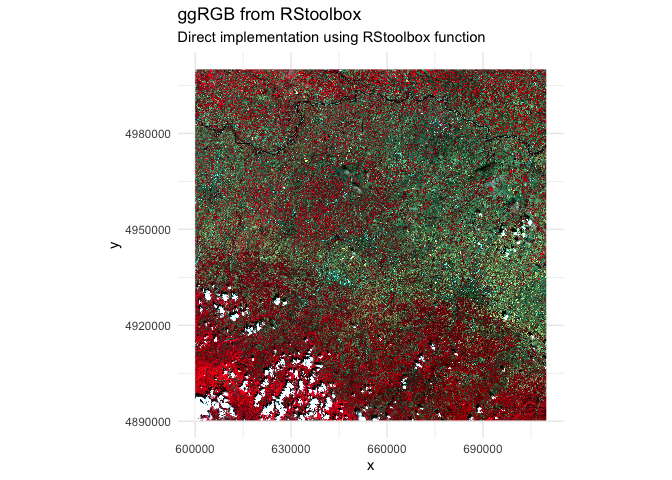 ggRGB from RStoolbox
Direct implementation using RStoolbox function
4980000
4950000
y
4920000
4890000
600000 630000 660000 690000
x